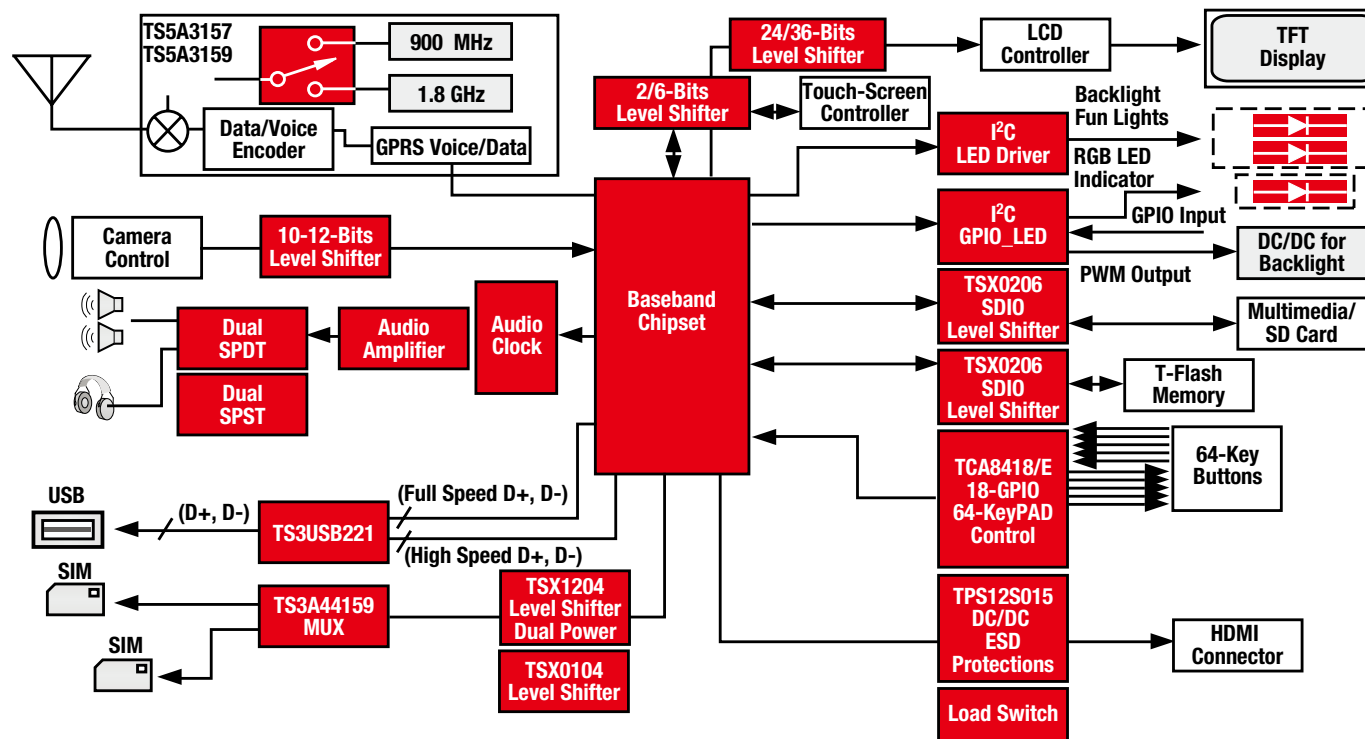 TS5A3157
TS5A3159
900 MHz
1.8 GHz
Data/Voice
Encoder
GPRS Voice/Data
24/36-Bits
Level Shifter
LCD
Controller
TFT
Display
2/6-Bits
Level Shifter
Touch-Screen
Controller
I²C
LED Driver
Backlight
Fun Lights
RGB LED
Indicator
I²C
GPIO_LED
GPIO Input
PWM Output
DC/DC for
Backlight
Camera
Control
10-12-Bits
Level Shifter
Baseband
Chipset
TSX0206
SDIO
Level Shifter
Multimedia/
SD Card
Dual
SPDT
Audio
Amplifier
Audio
Clock
Dual
SPST
TSX0206
SDIO
Level Shifter
T-Flash
Memory
TCA8418/E
18-GPIO
64-KeyPAD
Control
64-Key
Buttons
USB
(D+, D-)
TS3USB221
(Full Speed D+, D-)
(High Speed D+, D-)
SIM
TS3A44159
MUX
TSX1204
Level Shifter
Dual Power
SIM
TSX0104
Level Shifter
TPS12S015
DC/DC
ESD
Protections
HDMI
Connector
Load Switch